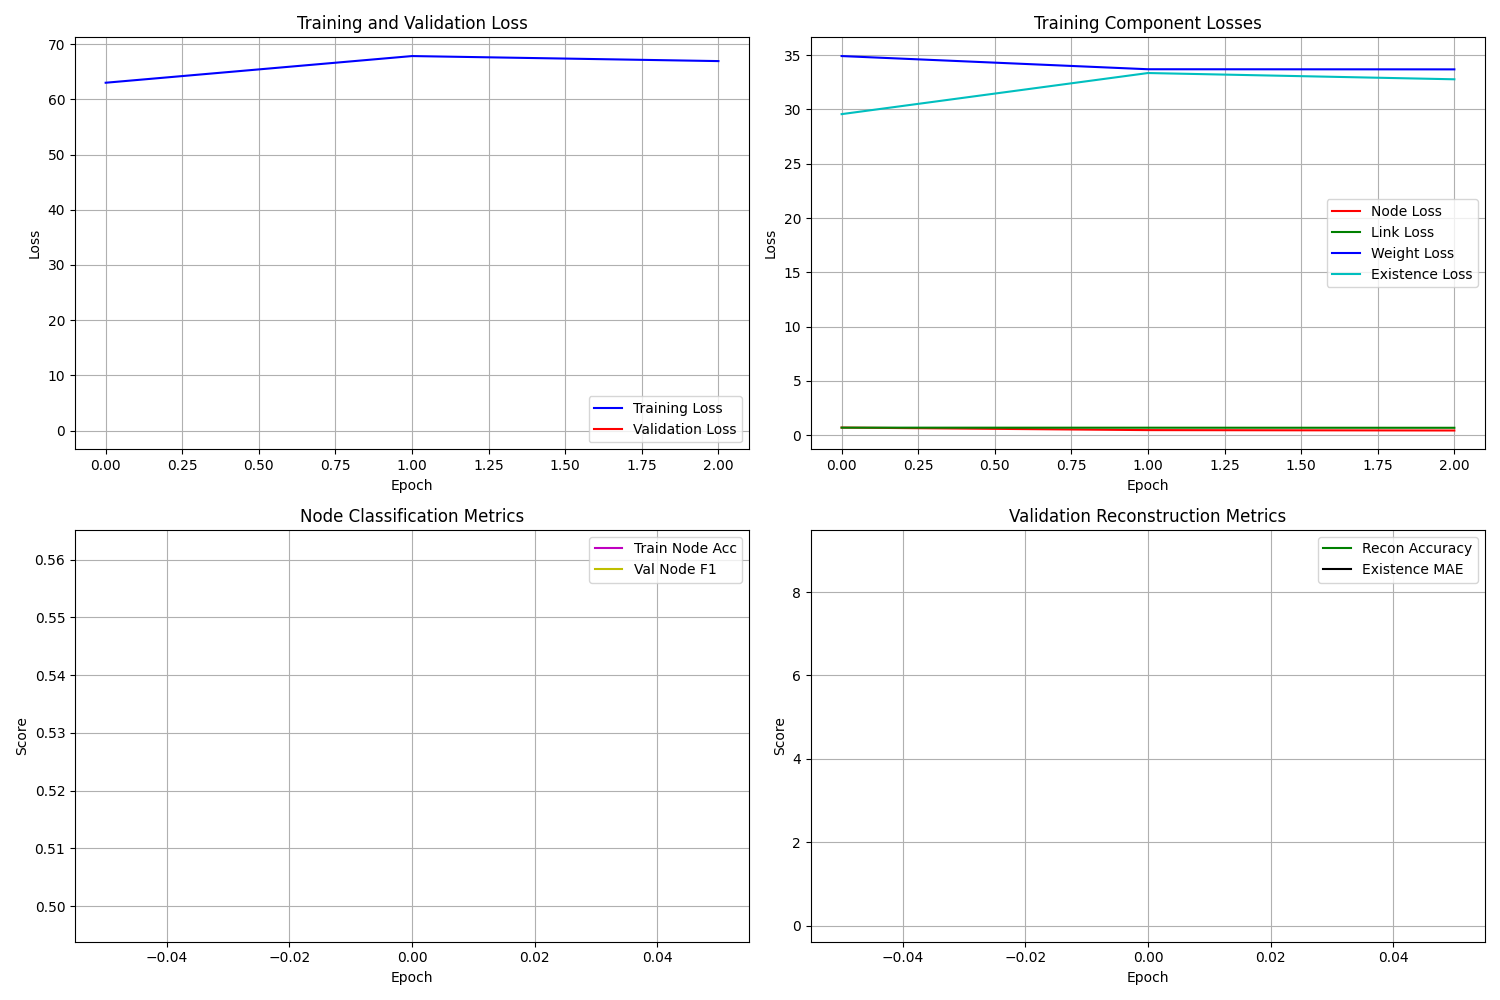 Training and Validation Loss
70
60
50
40
30
20
10
0
Loss
0.00 0.25 0.50 0.75 1.00 1.25 1.50 1.75 2.00
Epoch
Training Loss
Validation Loss
Training Component Losses
35
30
25
20
15
10
5
0
Loss
0.00 0.25 0.50 0.75 1.00 1.25 1.50 1.75 2.00
Epoch
Node Loss
Link Loss
Weight Loss
Existence Loss
Node Classification Metrics
0.56
0.55
0.54
0.53
0.52
0.51
0.50
Score
−0.04 −0.02 0.00 0.02 0.04
Epoch
Train Node Acc
Val Node F1
Validation Reconstruction Metrics
8
6
4
2
0
Score
−0.04 −0.02 0.00 0.02 0.04
Epoch
Recon Accuracy
Existence MAE